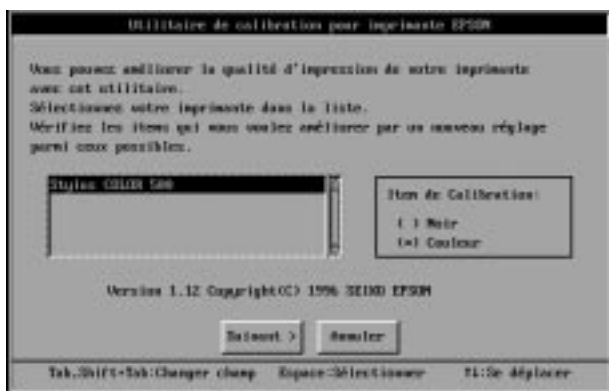 Utilitaire de calibration pour imprimante EPSON
Vous pouvez améliorer la qualité d'impression de votre imprimante
avec cet utilitaire.
Sélectionnez votre imprimante dans la liste.
Vérifiez les items qui vous voulez améliorer par un nouveau réglage
parmi ceux possibles.
Stylus COLOR 500
Item de Calibration:
( ) Noir
(•) Couleur
Version 1.12 Copyright(C) 1996 SEIKO EPSON
Suivant >
Annuler
Tab,Shift+Tab:Changer champ Espace:Sélectionner ↑↓:Se déplacer